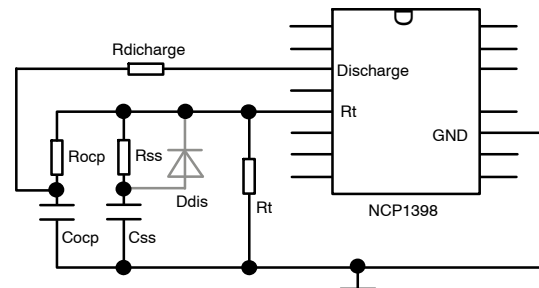 Rdicharge
Discharge
Rt
GND
Rocp
Rss
Ddis
Rt
NCP1398
Cocp
Css